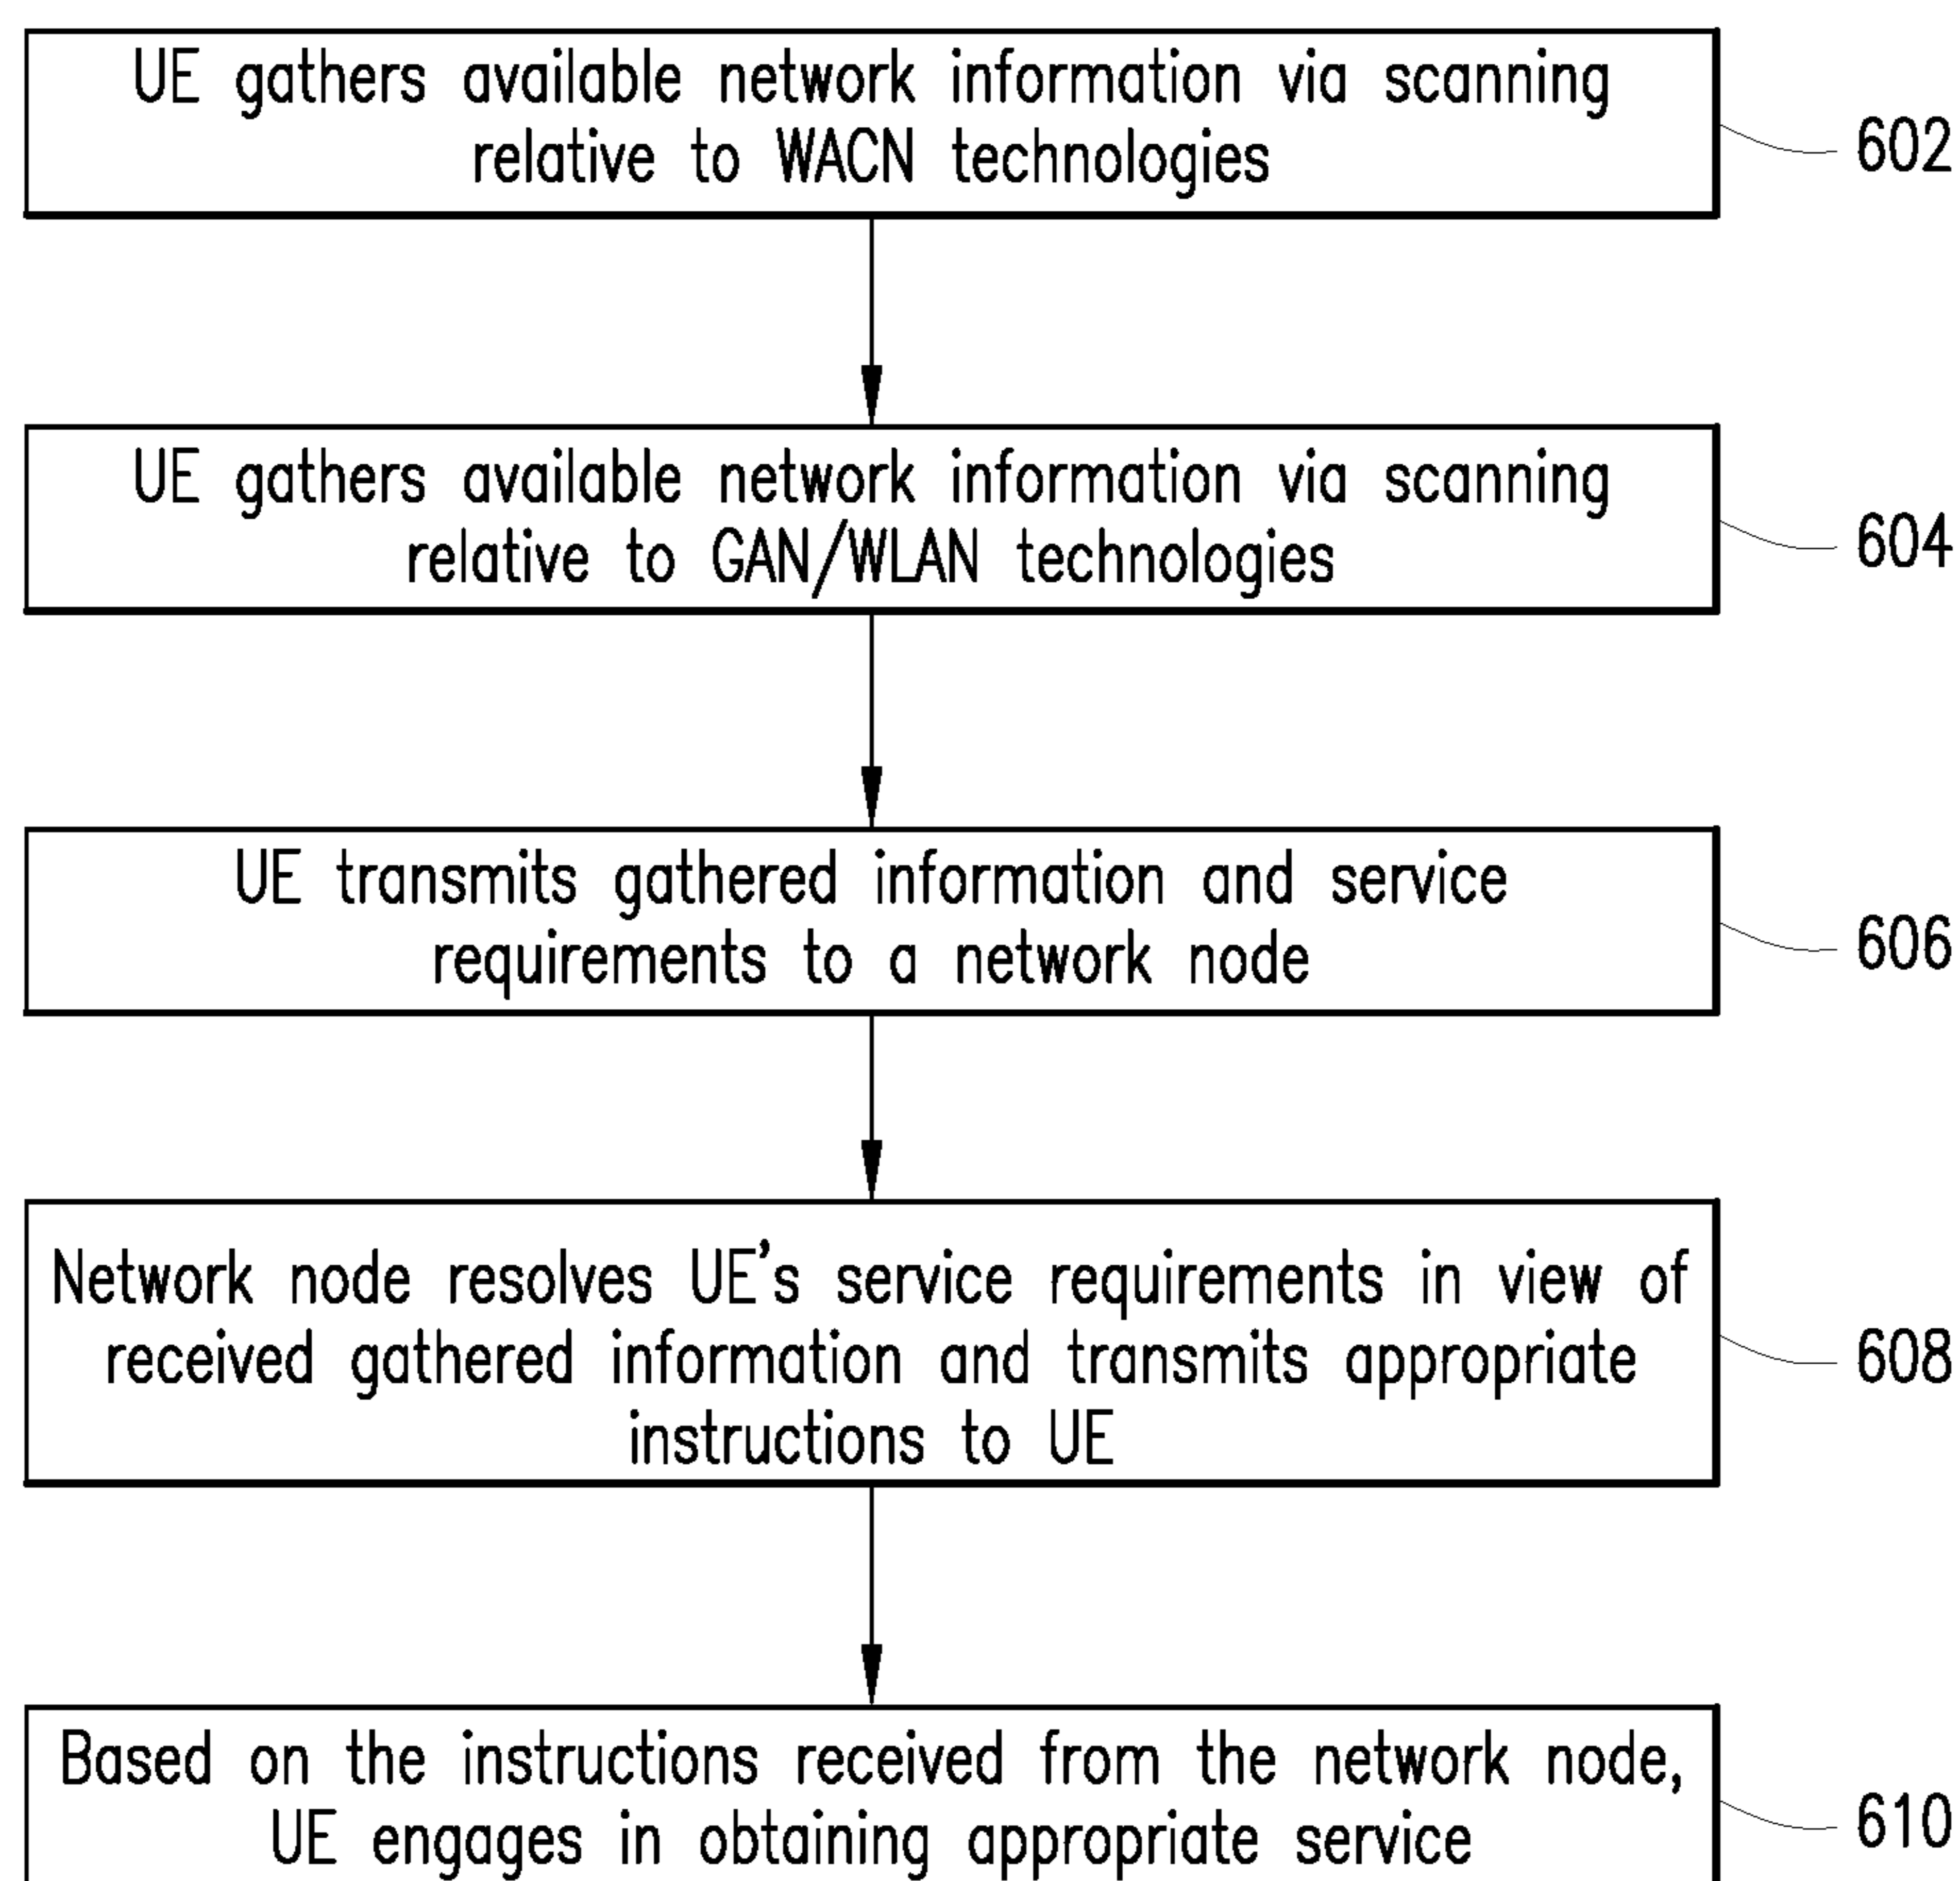 UE gathers available network information via scanning
relative to WACN technologies
602
UE gathers available network information via scanning
relative to GAN/WLAN technologies
604
UE transmits gathered information and service
requirements to a network node
606
Network node resolves UE's service requirements in view of
received gathered information and transmits appropriate
instructions to UE
608
Based on the instructions received from the network node,
UE engages in obtaining appropriate service
610